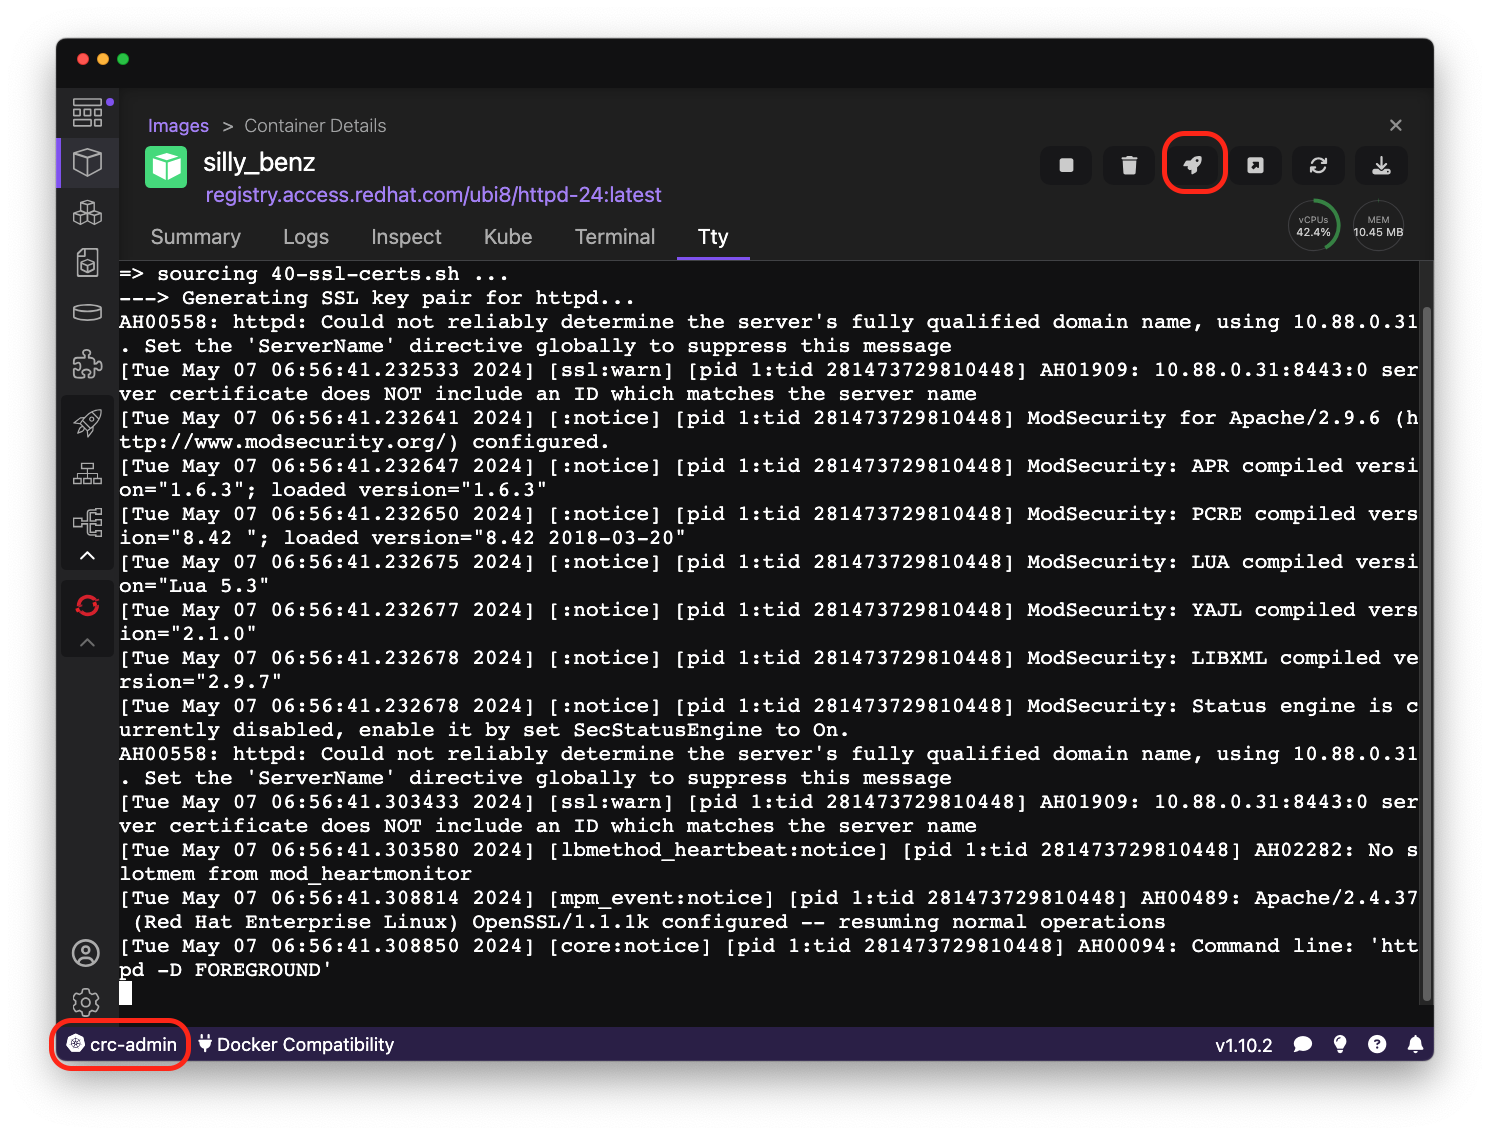 Images > Container Details
silly_benz
registry.access.redhat.com/ubi8/httpd-24:latest
Summary Logs Inspect Kube Terminal Tty
vCPUs
42.4%
MEM
10.45 MB
=> sourcing 40-ssl-certs.sh ...
---> Generating SSL key pair for httpd...
AH00558: httpd: Could not reliably determine the server's fully qualified domain name, using 10.88.0.31
. Set the 'ServerName' directive globally to suppress this message
[Tue May 07 06:56:41.232533 2024] [ssl:warn] [pid 1:tid 281473729810448] AH01909: 10.88.0.31:8443:0 ser
ver certificate does NOT include an ID which matches the server name
[Tue May 07 06:56:41.232641 2024] [:notice] [pid 1:tid 281473729810448] ModSecurity for Apache/2.9.6 (h
ttp://www.modsecurity.org/) configured.
[Tue May 07 06:56:41.232647 2024] [:notice] [pid 1:tid 281473729810448] ModSecurity: APR compiled versi
on="1.6.3"; loaded version="1.6.3"
[Tue May 07 06:56:41.232650 2024] [:notice] [pid 1:tid 281473729810448] ModSecurity: PCRE compiled vers
ion="8.42 "; loaded version="8.42 2018-03-20"
[Tue May 07 06:56:41.232675 2024] [:notice] [pid 1:tid 281473729810448] ModSecurity: LUA compiled versi
on="Lua 5.3"
[Tue May 07 06:56:41.232677 2024] [:notice] [pid 1:tid 281473729810448] ModSecurity: YAJL compiled vers
ion="2.1.0"
[Tue May 07 06:56:41.232678 2024] [:notice] [pid 1:tid 281473729810448] ModSecurity: LIBXML compiled ve
rsion="2.9.7"
[Tue May 07 06:56:41.232678 2024] [:notice] [pid 1:tid 281473729810448] ModSecurity: Status engine is c
urrently disabled, enable it by set SecStatusEngine to On.
AH00558: httpd: Could not reliably determine the server's fully qualified domain name, using 10.88.0.31
. Set the 'ServerName' directive globally to suppress this message
[Tue May 07 06:56:41.303433 2024] [ssl:warn] [pid 1:tid 281473729810448] AH01909: 10.88.0.31:8443:0 ser
ver certificate does NOT include an ID which matches the server name
[Tue May 07 06:56:41.303580 2024] [lbmethod_heartbeat:notice] [pid 1:tid 281473729810448] AH02282: No s
lotmem from mod_heartmonitor
[Tue May 07 06:56:41.308814 2024] [mpm_event:notice] [pid 1:tid 281473729810448] AH00489: Apache/2.4.37
(Red Hat Enterprise Linux) OpenSSL/1.1.1k configured -- resuming normal operations
[Tue May 07 06:56:41.308850 2024] [core:notice] [pid 1:tid 281473729810448] AH00094: Command line: 'htt
pd -D FOREGROUND'
crc-admin Docker Compatibility v1.10.2